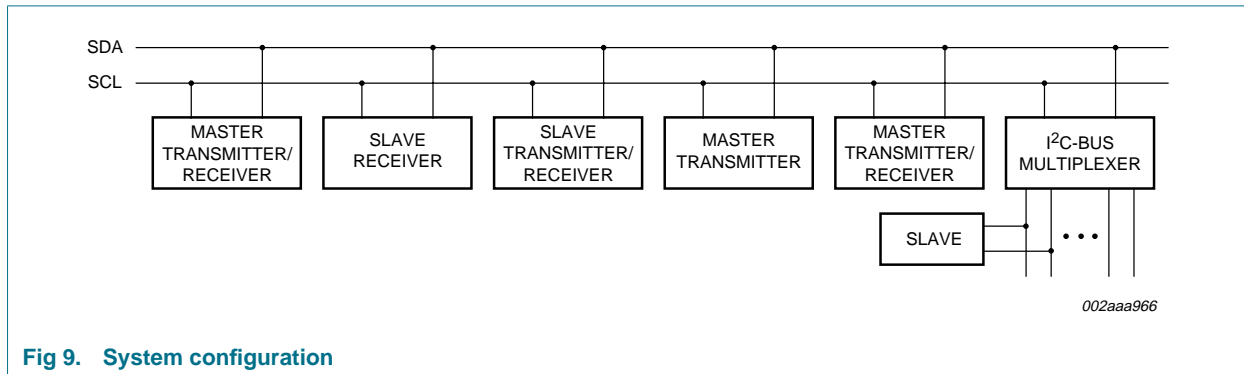 SDA
SCL
MASTER
TRANSMITTER/
RECEIVER
SLAVE
RECEIVER
SLAVE
TRANSMITTER/
RECEIVER
MASTER
TRANSMITTER
MASTER
TRANSMITTER/
RECEIVER
I²C-BUS
MULTIPLEXER
SLAVE
002aaa966
Fig 9. System configuration